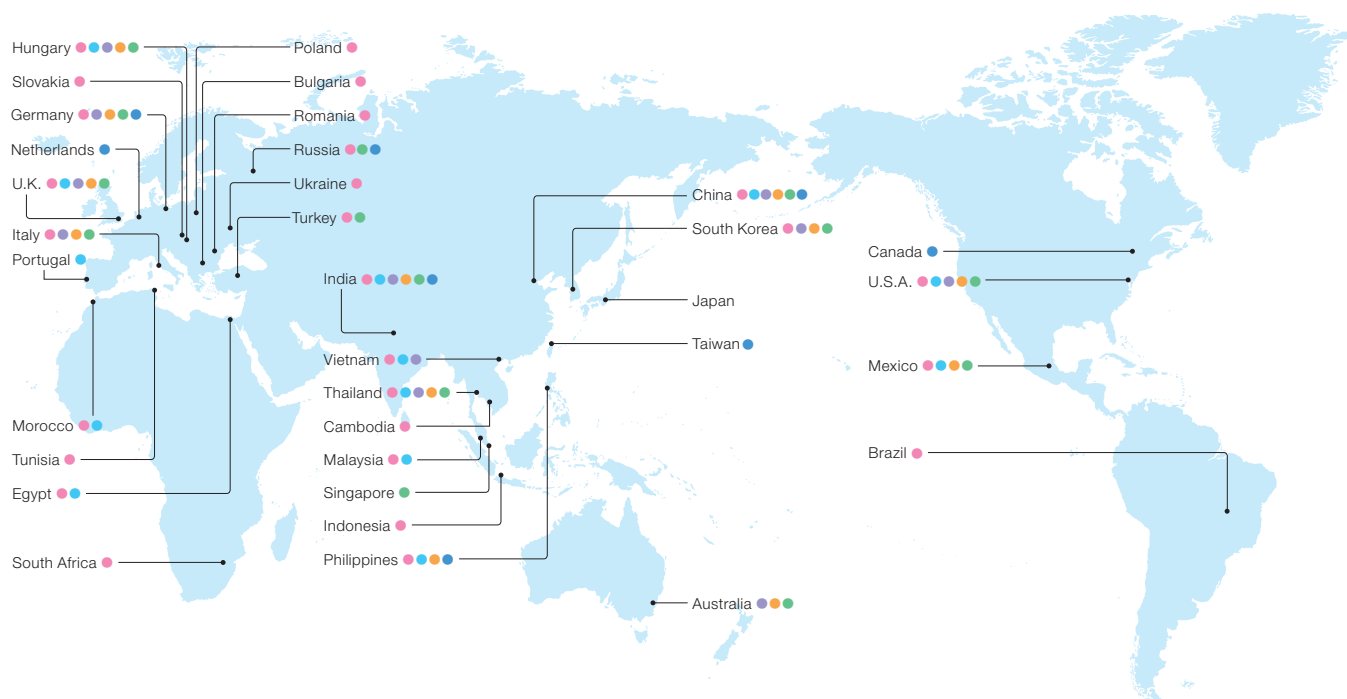 Hungary
Slovakia
Germany
Netherlands
U.K.
Italy
Portugal
Morocco
Tunisia
Egypt
South Africa
Poland
Bulgaria
Romania
Russia
Ukraine
Turkey
India
Vietnam
Thailand
Cambodia
Malaysia
Singapore
Indonesia
Philippines
China
South Korea
Japan
Taiwan
Australia
Canada
U.S.A.
Mexico
Brazil